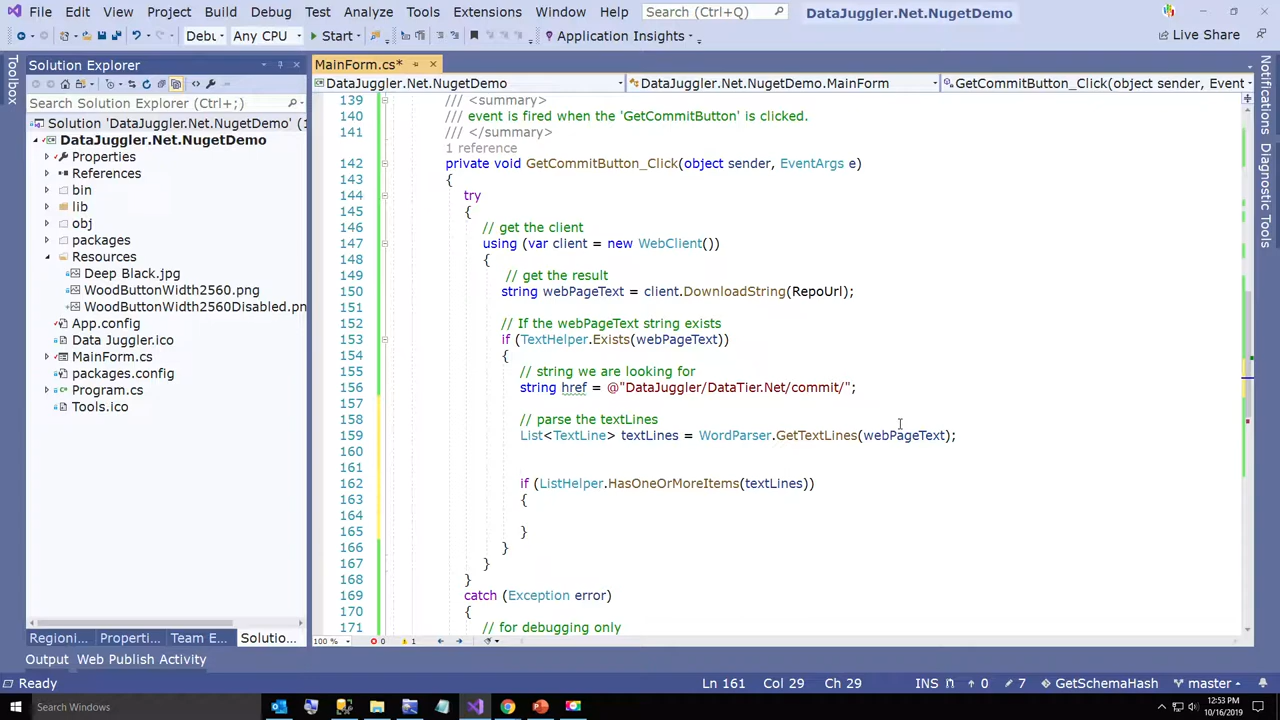 File Edit View Project Build Debug Test Analyze Tools Extensions Window Help Search (Ctrl+Q) DataJuggler.Net.NugetDemo
Debu Any CPU Start Application Insights Live Share
Toolbox
Solution Explorer
Search Solution Explorer (Ctrl+;)
Solution 'DataJuggler.Net.NugetDemo' (1
DataJuggler.Net.NugetDemo
Properties
References
bin
lib
obj
packages
Resources
Deep Black.jpg
WoodButtonWidth2560.png
WoodButtonWidth2560Disabled.pn
App.config
Data Juggler.ico
MainForm.cs
packages.config
Program.cs
Tools.ico
Regioni... Properti... Team E... Solutio...
MainForm.cs*
DataJuggler.Net.NugetDemo DataJuggler.Net.NugetDemo.MainForm GetCommitButton_Click(object sender, Event
139 /// <summary>
140 /// event is fired when the 'GetCommitButton' is clicked.
141 /// </summary>
1 reference
142 private void GetCommitButton_Click(object sender, EventArgs e)
143 {
144 try
145 {
146 // get the client
147 using (var client = new WebClient())
148 {
149 // get the result
150 string webPageText = client.DownloadString(RepoUrl);
151
152 // If the webPageText string exists
153 if (TextHelper.Exists(webPageText))
154 {
155 // string we are looking for
156 string href = @"DataJuggler/DataTier.Net/commit/";
157
158 // parse the textLines
159 List<TextLine> textLines = WordParser.GetTextLines(webPageText);
160
161
162 if (ListHelper.HasOneOrMoreItems(textLines))
163 {
164
165 }
166 }
167 }
168 }
169 catch (Exception error)
170 {
171 // for debugging only
100 % 0 1
Notifications
Diagnostic Tools
Output Web Publish Activity
Ready Ln 161 Col 29 Ch 29 INS 0 7 GetSchemaHash master
Search Windows 12:53 PM
10/16/2019